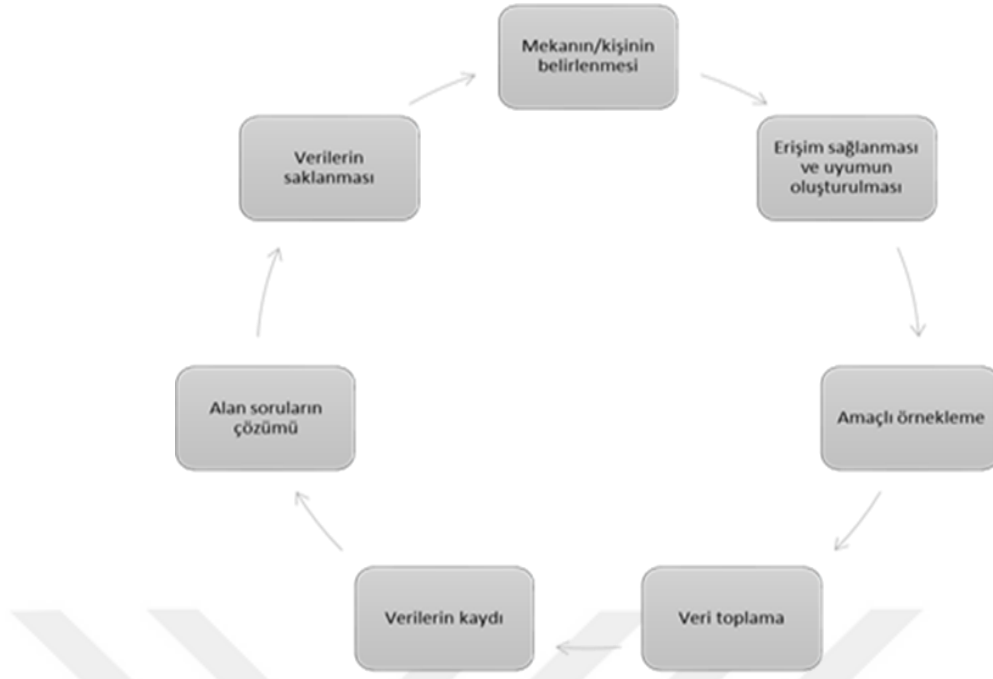 Mekanın/kişinin
belirlenmesi
Erişim sağlanması
ve uyumun
oluşturulması
Amaçlı örnekleme
Veri toplama
Verilerin kaydı
Alan soruların
çözümü
Verilerin
saklanması